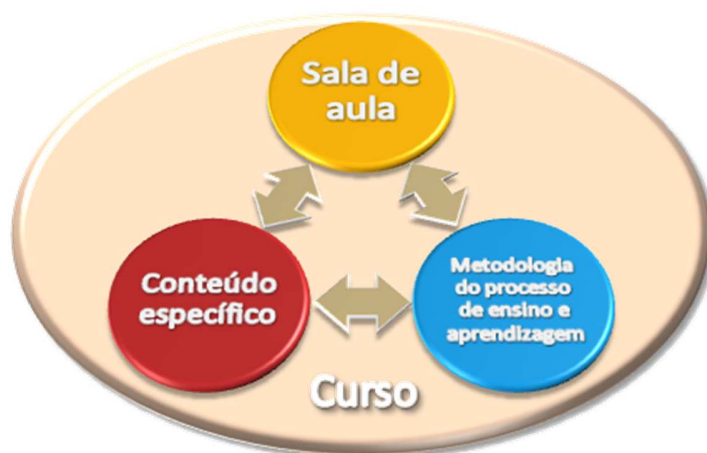 Sala de
aula
Conteúdo
específico
Metodologia
do processo
de ensino e
aprendizagem
Curso